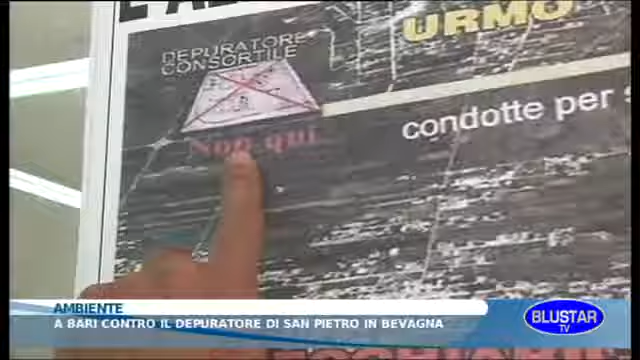 URMO
DEPURATORE
CONSORTILE
Non qui
condotte per
AMBIENTE
A BARI CONTRO IL DEPURATORE DI SAN PIETRO IN BEVAGNA
BLUSTAR
TV